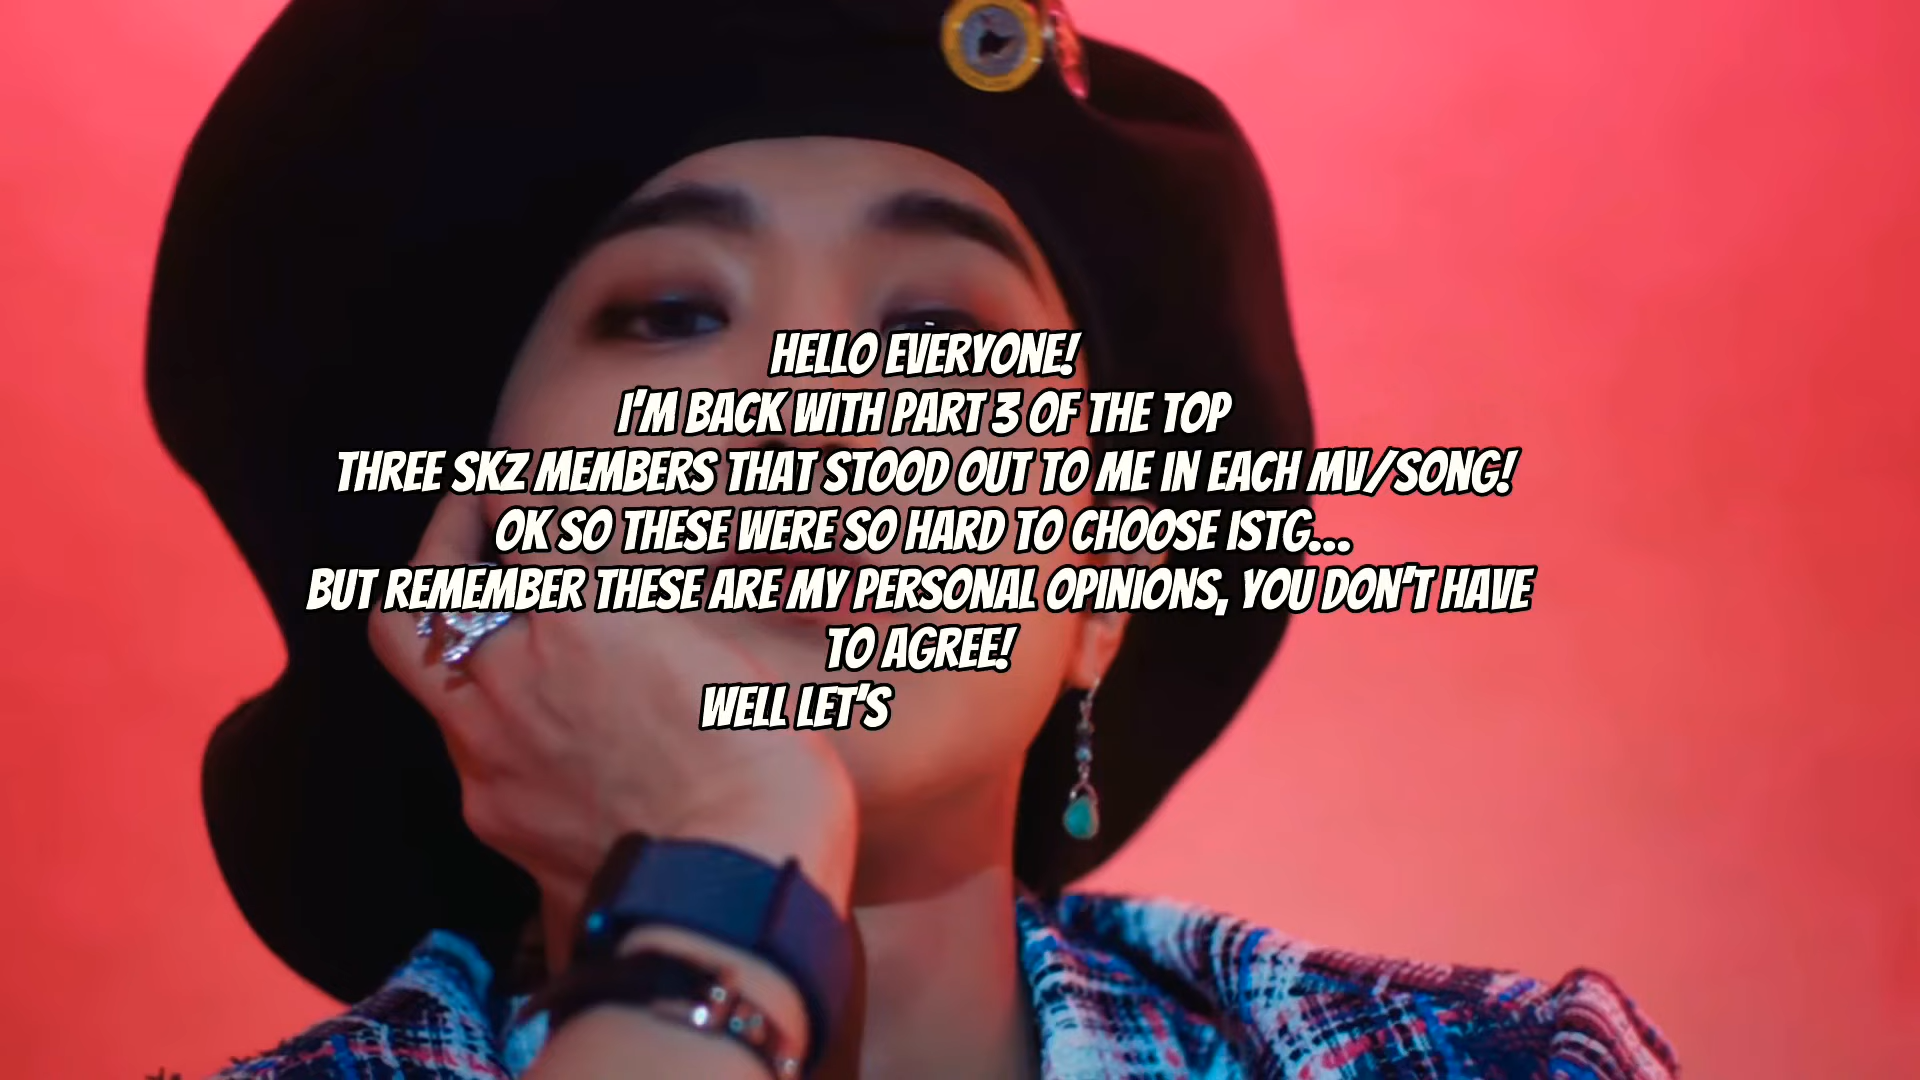 HELLO EVERYONE!
I'M BACK WITH PART 3 OF THE TOP
THREE SKZ MEMBERS THAT STOOD OUT TO ME IN EACH MV/SONG!
OK SO THESE WERE SO HARD TO CHOOSE ISTG...
BUT REMEMBER THESE ARE MY PERSONAL OPINIONS, YOU DON'T HAVE
TO AGREE!
WELL LET'S